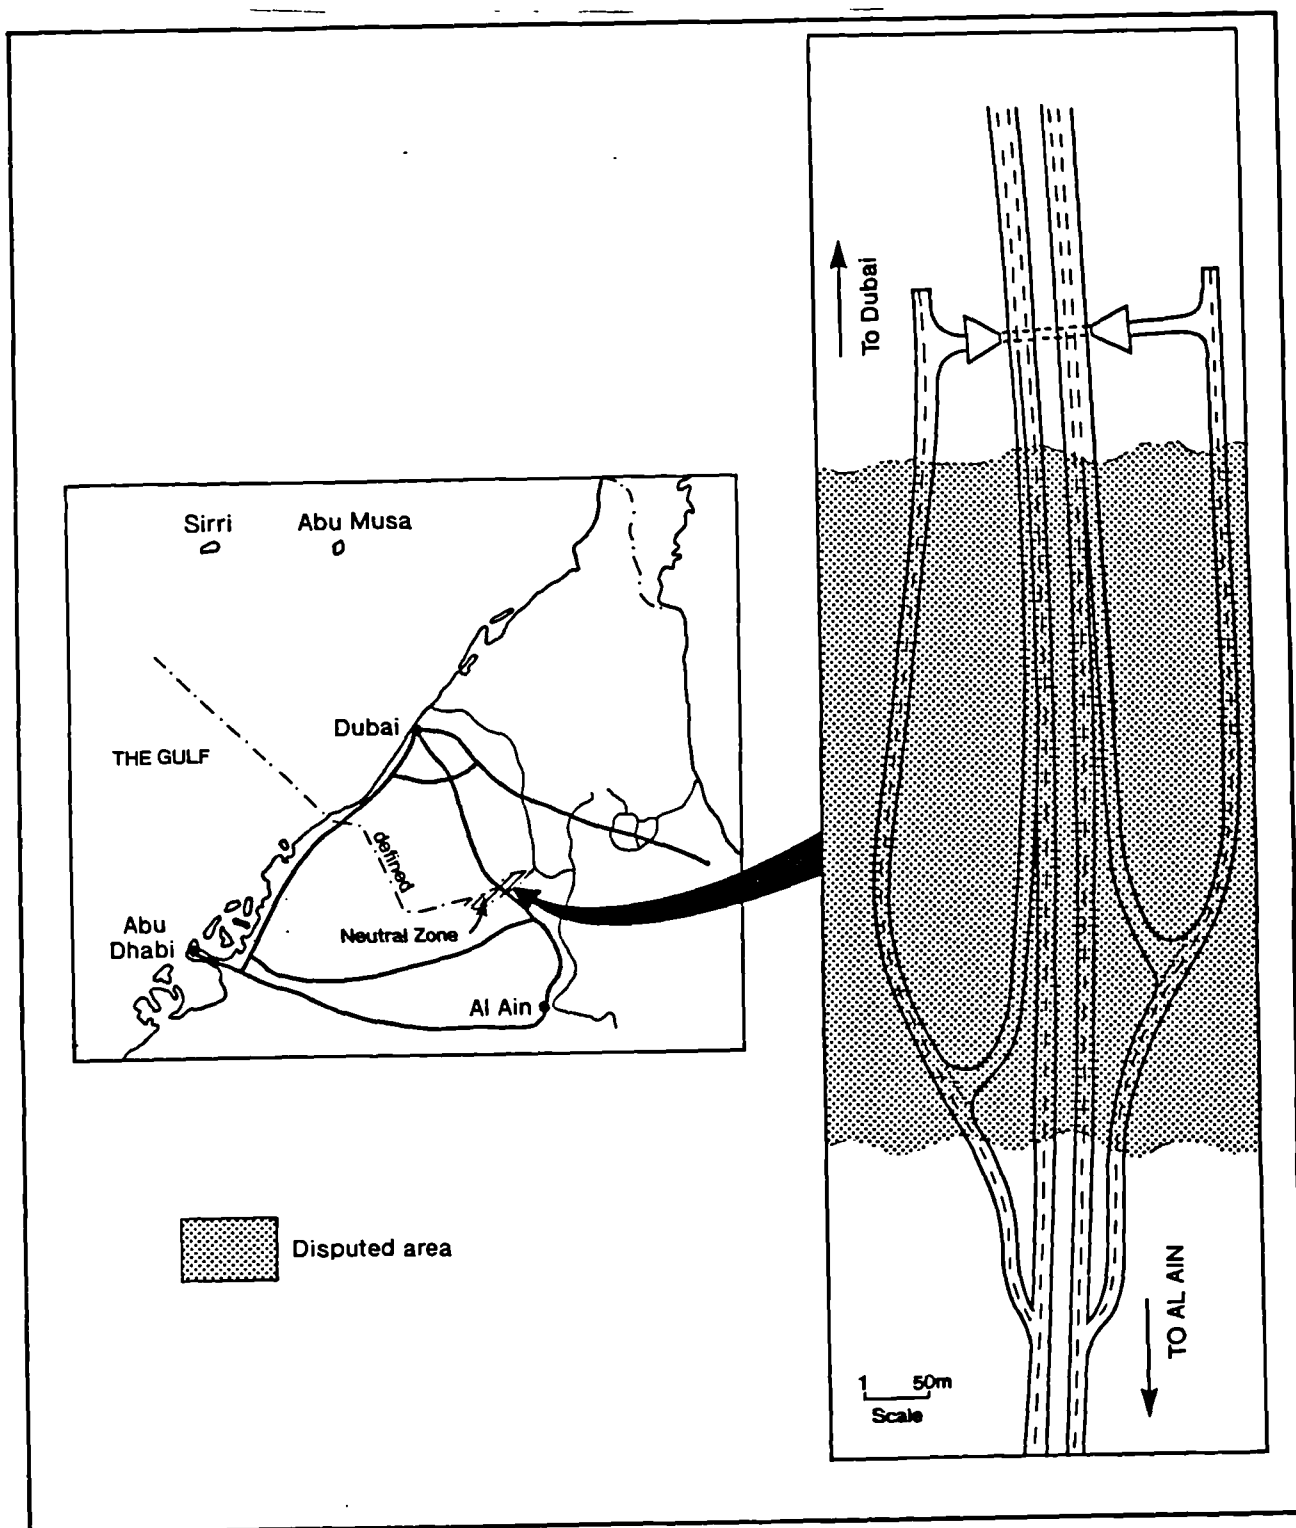 Sirri
Abu Musa
Dubai
THE GULF
defined
Neutral Zone
Abu
Dhabi
Al Ain
Disputed area
To Dubai
TO AL AIN
1 50m
Scale